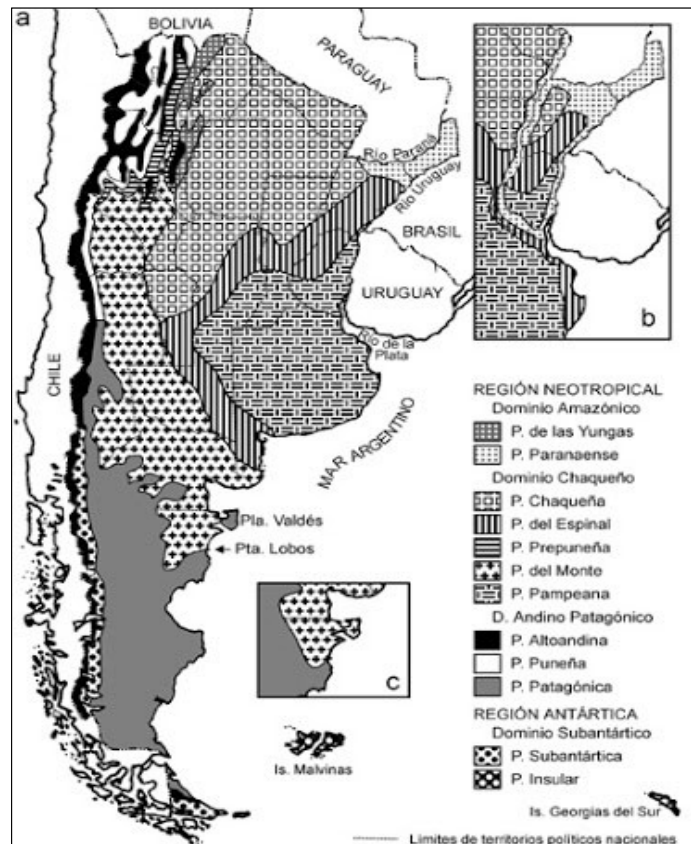 a
BOLIVIA
PARAGUAY
Río Paraná
Río Uruguay
BRASIL
URUGUAY
Río de la
Plata
CHILE
MAR ARGENTINO
Pla. Valdés
Pta. Lobos
c
Is. Malvinas
b
REGIÓN NEOTROPICAL
Dominio Amazónico
P. de las Yungas
P. Paranaense
Dominio Chaqueño
P. Chaqueña
P. del Espinal
P. Prepuneña
P. del Monto
P. Pampeana
D. Andino Patagónico
P. Altoandina
P. Puneña
P. Patagónica
REGIÓN ANTÁRTICA
Dominio Subantártico
P. Subantártica
P. Insular
Is. Georgias del Sur
Limites de territorios políticos nacionales